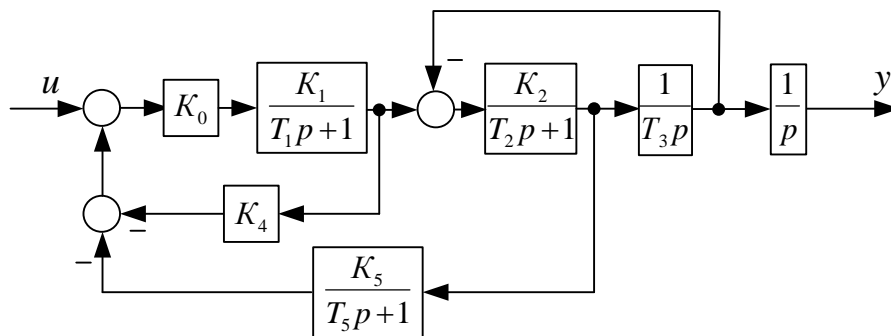 u
K₀
K₁
T₁p+1
−
K₂
T₂p+1
1
T₃p
1
p
y
−
K₄
−
K₅
T₅p+1